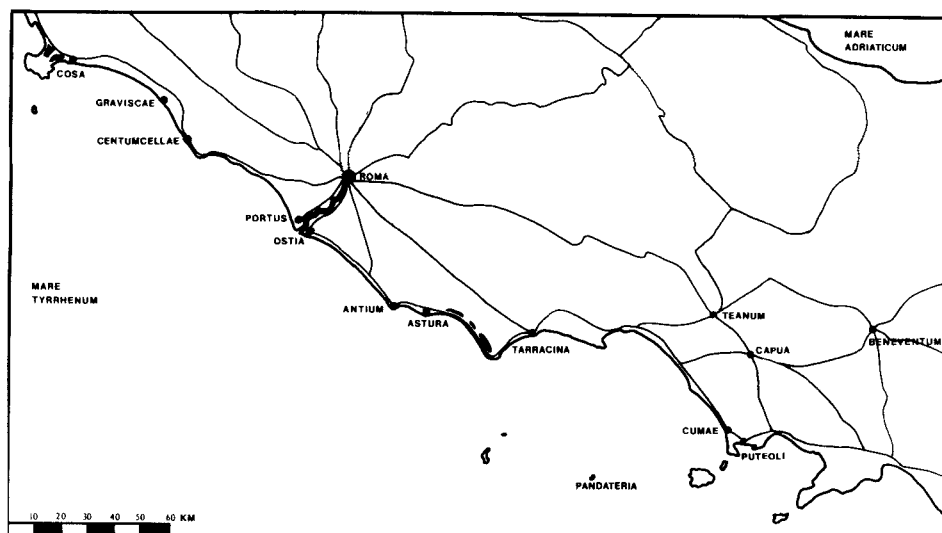 MARE
ADRIATICUM
COSA
GRAVISCAE
CENTUMCELLAE
ROMA
PORTUS
OSTIA
MARE
TYRRHENUM
ANTIUM
ASTURA
TARRACINA
TEANUM
CAPUA
BENEVENTUM
CUMAE
PUTEOLI
PANDATERIA
10 20 30 40 50 60 KM